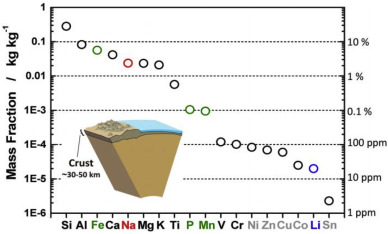 Mass Fraction / kg kg⁻¹
1
0.1
0.01
1E-3
1E-4
1E-5
1E-6
10 %
1 %
0.1 %
100 ppm
10 ppm
1 ppm
Crust
~30-50 km
Si Al Fe Ca Na Mg K Ti P Mn V Cr Ni Zn Cu Co Li Sn